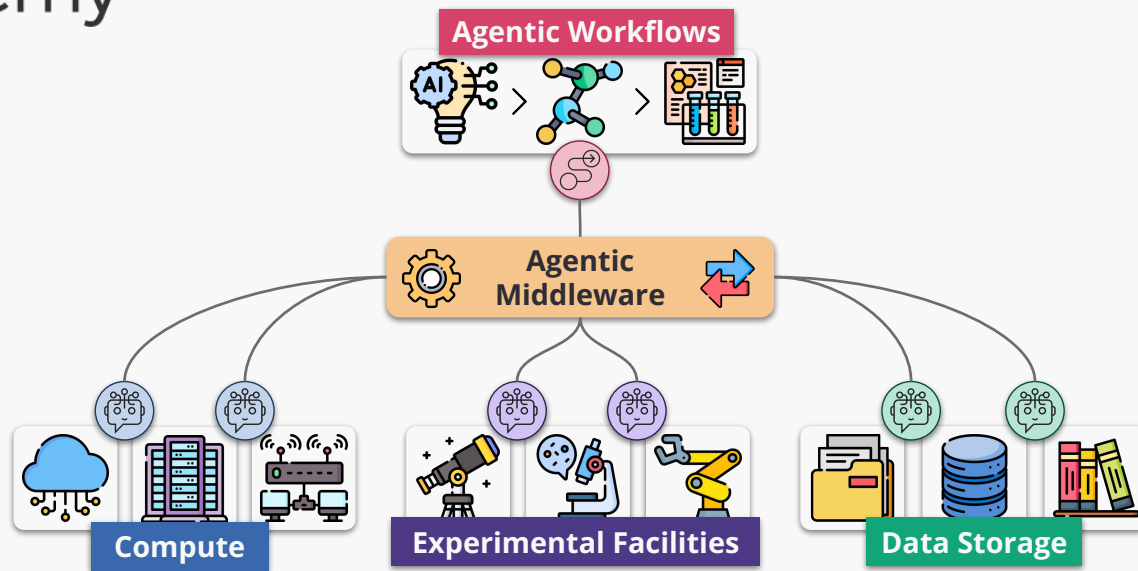 Agentic Workflows
AI
Agentic
Middleware
Compute
Experimental Facilities
Data Storage